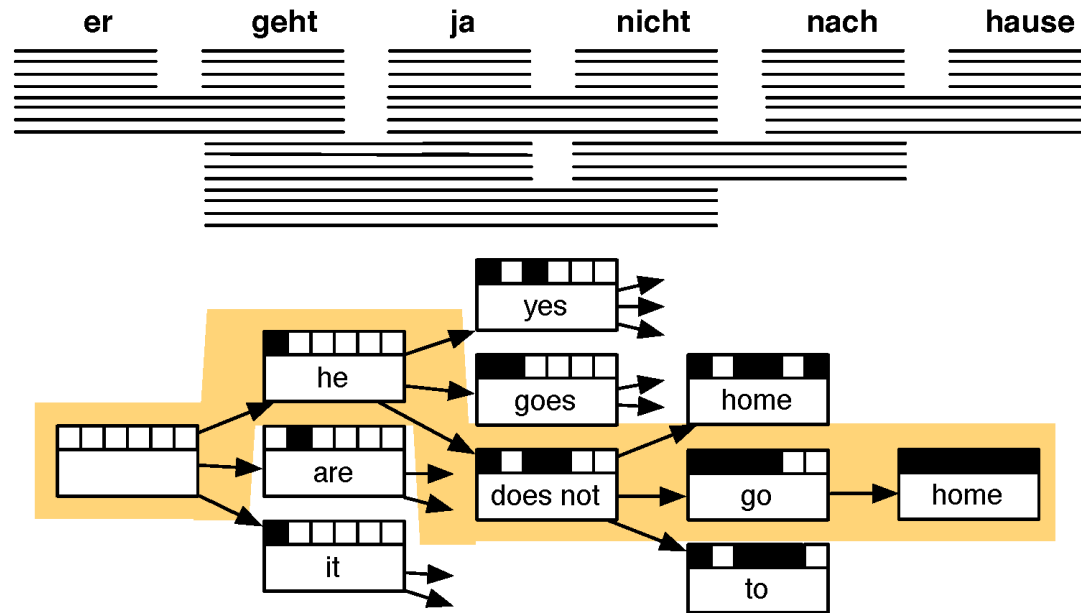 er geht ja nicht nach hause
yes
he
goes
home
are
does not
go
home
it
to